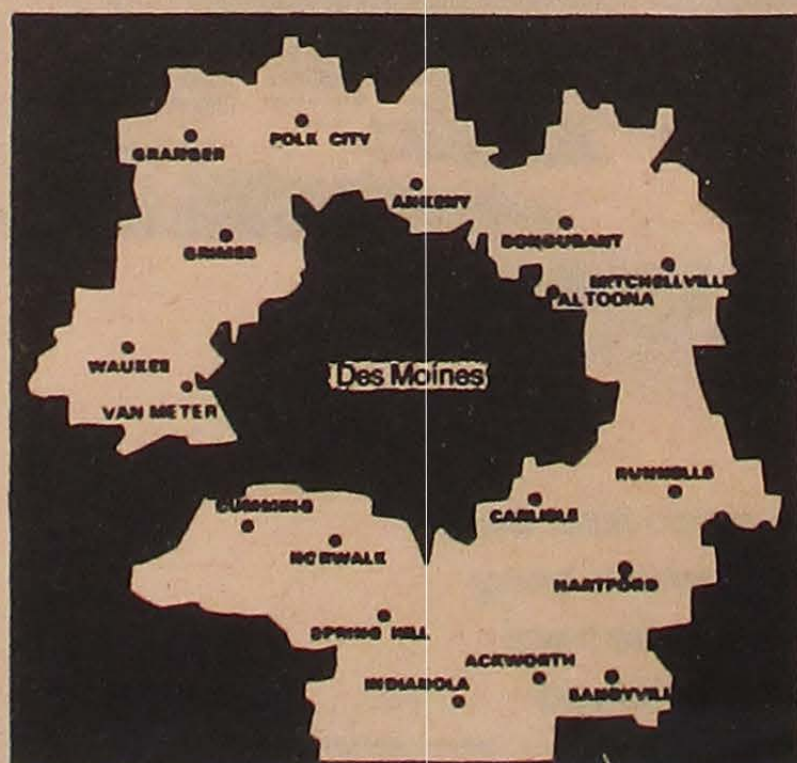 POLK CITY
GRANGER
ANKENY
BONDURANT
GRIMES
MITCHELLVILLE
ALTOONA
WAUKEE
Des Moines
VAN METER
RUNNELLS
CUMMING
CARLISLE
NORWALK
HARTFORD
SPRING HILL
ACKWORTH
INDIANOLA
SANDYVILL